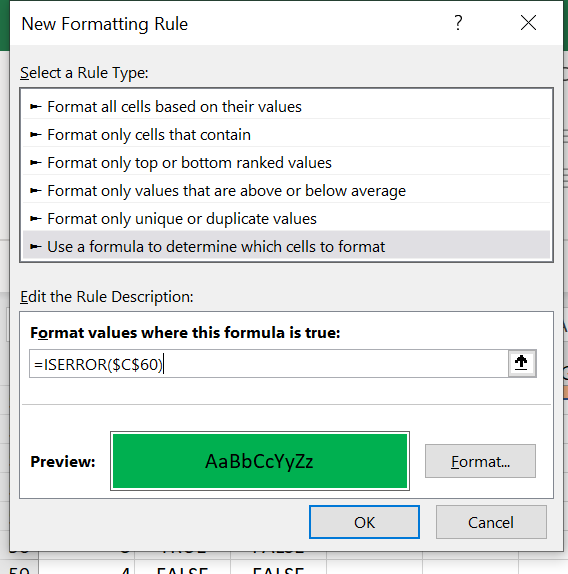 New Formatting Rule
?
Select a Rule Type:
► Format all cells based on their values
► Format only cells that contain
► Format only top or bottom ranked values
► Format only values that are above or below average
► Format only unique or duplicate values
► Use a formula to determine which cells to format
Edit the Rule Description:
Format values where this formula is true:
=ISERROR($C$60)
Preview:
AaBbCcYyZz
Format...
OK
Cancel
59 4 FALSE FALSE